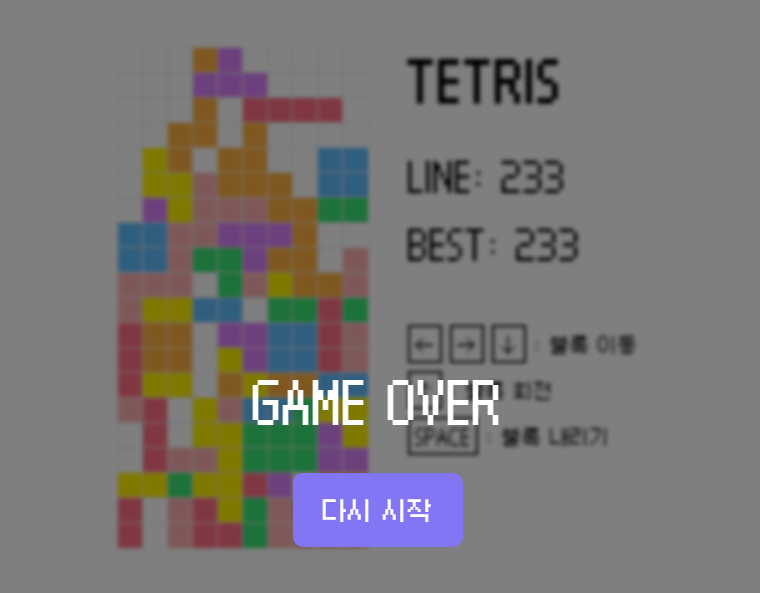 TETRIS
LINE: 233
BEST: 233
← → ↓ : 블록 이동
회전
SPACE : 블록 내리기
GAME OVER
다시 시작